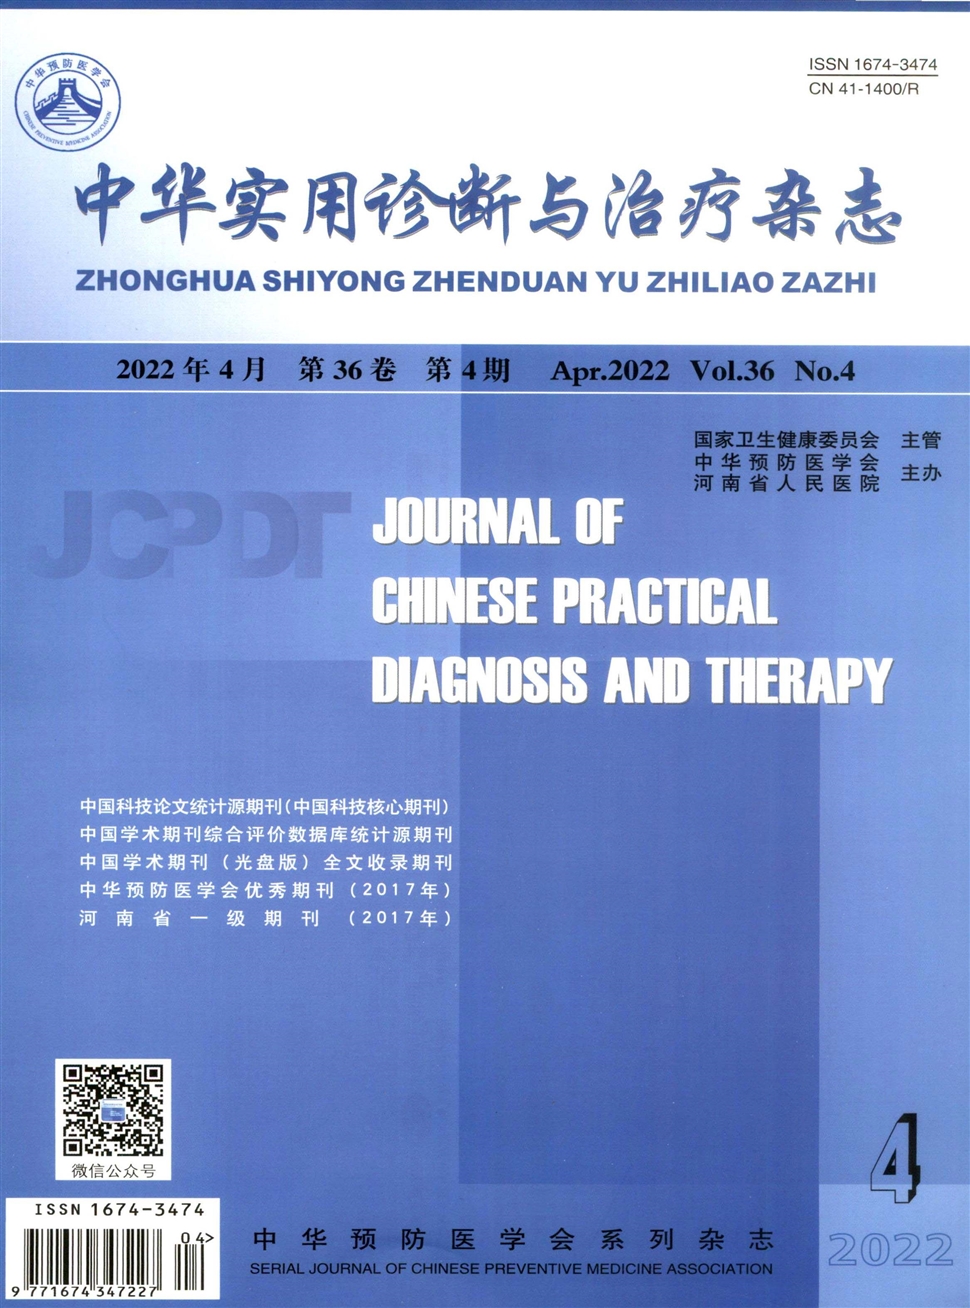 中华预防医学会
CHINESE PREVENTIVE MEDICINE ASSOCIATION
ISSN 1674-3474
CN 41-1400/R
中华实用诊断与治疗杂志
ZHONGHUA SHIYONG ZHENDUAN YU ZHILIAO ZAZHI
2022年4月 第36卷 第4期 Apr.2022 Vol.36 No.4
国家卫生健康委员会 主管
中华预防医学会
河南省人民医院 主办
JCPDT
JOURNAL OF
CHINESE PRACTICAL
DIAGNOSIS AND THERAPY
中国科技论文统计源期刊(中国科技核心期刊)
中国学术期刊综合评价数据库统计源期刊
中国学术期刊(光盘版)全文收录期刊
中华预防医学会优秀期刊(2017年)
河南省一级期刊(2017年)
微信公众号
ISSN 1674-3474
04>
9 771674 347227
中华预防医学会系列杂志
SERIAL JOURNAL OF CHINESE PREVENTIVE MEDICINE ASSOCIATION
4
2022